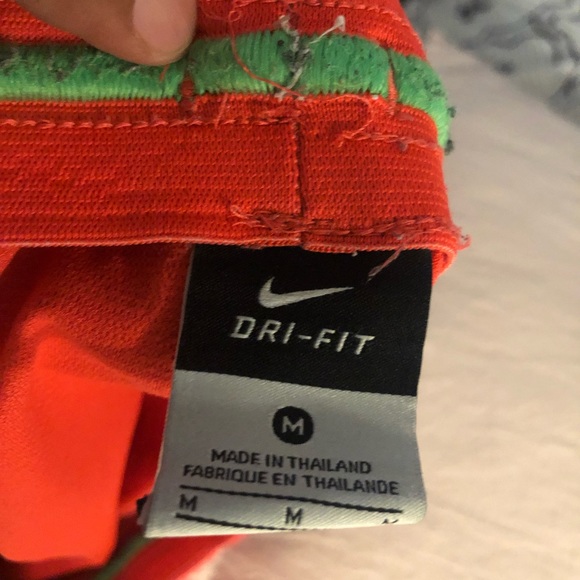 DRI-FIT
M
MADE IN THAILAND
FABRIQUE EN THAILANDE
M M